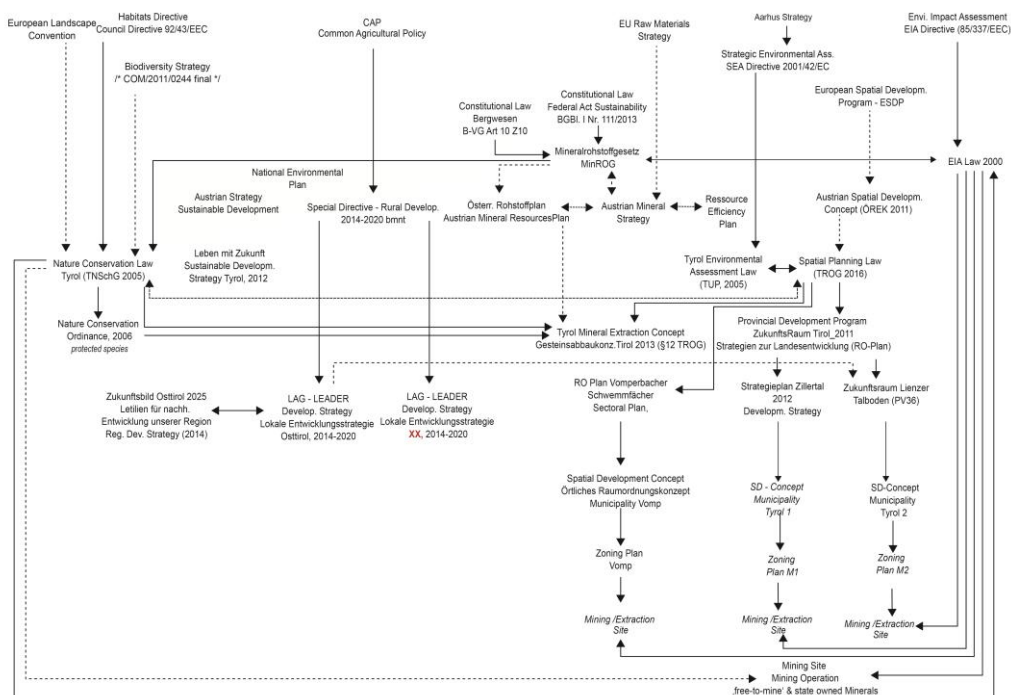 European Landscape
Convention
Habitats Directive
Council Directive 92/43/EEC
Biodiversity Strategy
/* COM/2011/0244 final */
CAP
Common Agricultural Policy
EU Raw Materials
Strategy
Aarhus Strategy
Strategic Environmental Ass.
SEA Directive 2001/42/EC
Envi. Impact Assessment
EIA Directive (85/337/EEC)
European Spatial Developm.
Program - ESDP
Constitutional Law
Bergwesen
B-VG Art 10 Z10
Constitutional Law
Federal Act Sustainability
BGBl. I Nr. 111/2013
Mineralrohstoffgesetz
MinROG
EIA Law 2000
National Environmental
Plan
Austrian Strategy
Sustainable Development
Special Directive - Rural Develop.
2014-2020 bmnt
Österr. Rohstoffplan
Austrian Mineral ResourcesPlan
Austrian Mineral
Strategy
Ressource
Efficiency
Plan
Austrian Spatial Developm.
Concept (ÖREK 2011)
Nature Conservation Law
Tyrol (TNSchG 2005)
Leben mit Zukunft
Sustainable Developm.
Strategy Tyrol, 2012
Tyrol Environmental
Assessment Law
(TUP, 2005)
Spatial Planning Law
(TROG 2016)
Nature Conservation
Ordinance, 2006
protected species
Tyrol Mineral Extraction Concept
Gesteinsabbaukonz.Tirol 2013 (§12 TROG)
Provincial Development Program
ZukunftsRaum Tirol_2011
Strategien zur Landesentwicklung (RO-Plan)
Zukunftsbild Osttirol 2025
Letilien für nachh.
Entwicklung unserer Region
Reg. Dev. Strategy (2014)
LAG - LEADER
Develop. Strategy
Lokale Entwicklungsstrategie
Osttirol, 2014-2020
LAG - LEADER
Develop. Strategy
Lokale Entwicklungsstrategie
XX, 2014-2020
RO Plan Vomperbacher
Schwemmfächer
Sectoral Plan,
Strategieplan Zillertal
2012
Developm. Strategy
Zukunftsraum Lienzer
Talboden (PV36)
Spatial Development Concept
Örtliches Raumordnungskonzept
Municipality Vomp
SD - Concept
Municipality
Tyrol 1
SD-Concept
Municipality
Tyrol 2
Zoning Plan
Vomp
Zoning
Plan M1
Zoning
Plan M2
Mining /Extraction
Site
Mining /Extraction
Site
Mining /Extraction
Site
Mining Site
Mining Operation
‚free-to-mine' & state owned Minerals